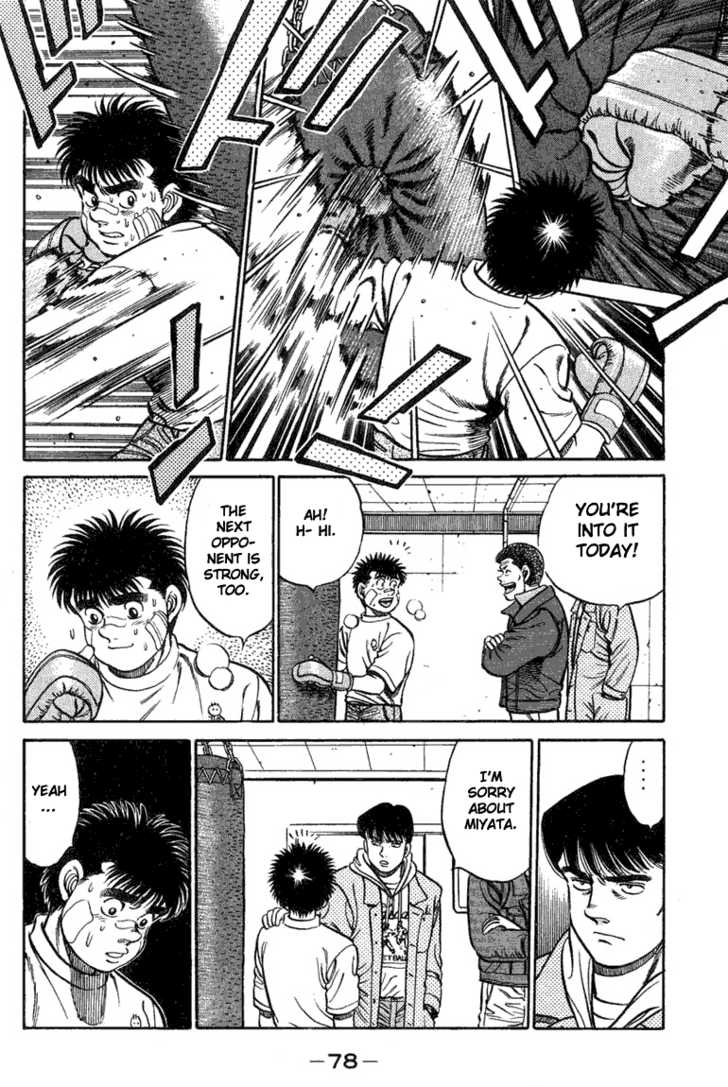 YOU'RE
INTO IT
TODAY!
AH!
H- HI.
THE
NEXT
OPPO-
NENT IS
STRONG,
TOO.
....
I'M
SORRY
ABOUT
MIYATA.
YEAH
...
—78—